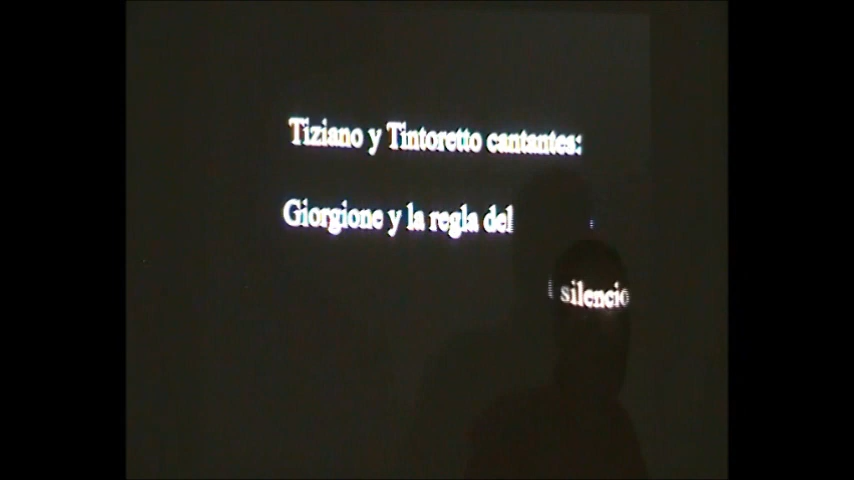 Tiziano y Tintoretto cantantes:
Giorgione y la regla del
silencio